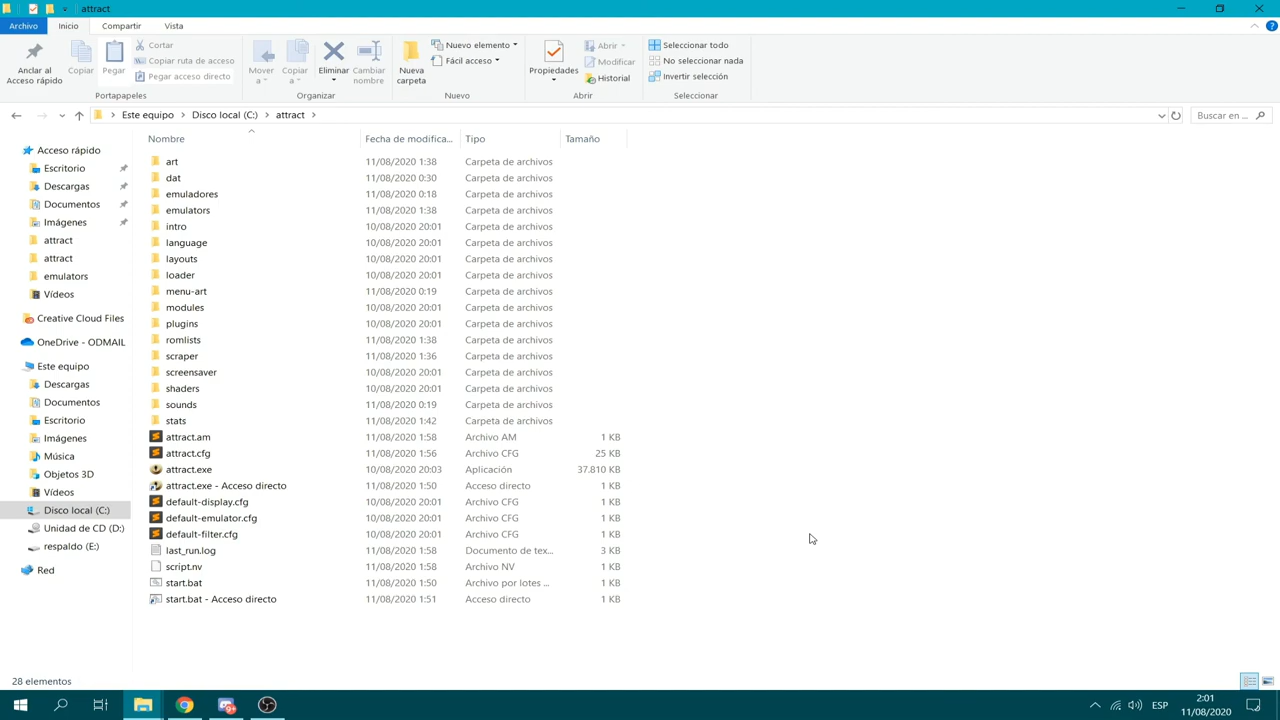 attract
Archivo Inicio Compartir Vista
Anclar al Acceso rápido
Copiar
Pegar
Cortar
Copiar ruta de acceso
Pegar acceso directo
Portapapeles
Mover a
Copiar a
Eliminar
Cambiar nombre
Organizar
Nueva carpeta
Nuevo elemento
Fácil acceso
Nuevo
Propiedades
Abrir
Modificar
Historial
Abrir
Seleccionar todo
No seleccionar nada
Invertir selección
Seleccionar
Este equipo > Disco local (C:) > attract >
Buscar en ...
Acceso rápido
Escritorio
Descargas
Documentos
Imágenes
attract
attract
emulators
Vídeos
Creative Cloud Files
OneDrive - ODMAIL
Este equipo
Descargas
Documentos
Escritorio
Imágenes
Música
Objetos 3D
Vídeos
Disco local (C:)
Unidad de CD (D:)
respaldo (E:)
Red
Nombre Fecha de modifica... Tipo Tamaño
art 11/08/2020 1:38 Carpeta de archivos
dat 11/08/2020 0:30 Carpeta de archivos
emuladores 11/08/2020 0:18 Carpeta de archivos
emulators 11/08/2020 1:38 Carpeta de archivos
intro 10/08/2020 20:01 Carpeta de archivos
language 10/08/2020 20:01 Carpeta de archivos
layouts 10/08/2020 20:01 Carpeta de archivos
loader 10/08/2020 20:01 Carpeta de archivos
menu-art 11/08/2020 0:19 Carpeta de archivos
modules 10/08/2020 20:01 Carpeta de archivos
plugins 10/08/2020 20:01 Carpeta de archivos
romlists 11/08/2020 1:38 Carpeta de archivos
scraper 11/08/2020 1:36 Carpeta de archivos
screensaver 10/08/2020 20:01 Carpeta de archivos
shaders 10/08/2020 20:01 Carpeta de archivos
sounds 11/08/2020 0:19 Carpeta de archivos
stats 11/08/2020 1:42 Carpeta de archivos
attract.am 11/08/2020 1:58 Archivo AM 1 KB
attract.cfg 11/08/2020 1:56 Archivo CFG 25 KB
attract.exe 10/08/2020 20:03 Aplicación 37.810 KB
attract.exe - Acceso directo 11/08/2020 1:50 Acceso directo 1 KB
default-display.cfg 10/08/2020 20:01 Archivo CFG 1 KB
default-emulator.cfg 10/08/2020 20:01 Archivo CFG 1 KB
default-filter.cfg 10/08/2020 20:01 Archivo CFG 1 KB
last_run.log 11/08/2020 1:58 Documento de tex... 3 KB
script.nv 11/08/2020 1:58 Archivo NV 1 KB
start.bat 11/08/2020 1:50 Archivo por lotes ... 1 KB
start.bat - Acceso directo 11/08/2020 1:51 Acceso directo 1 KB
28 elementos
ESP
2:01
11/08/2020